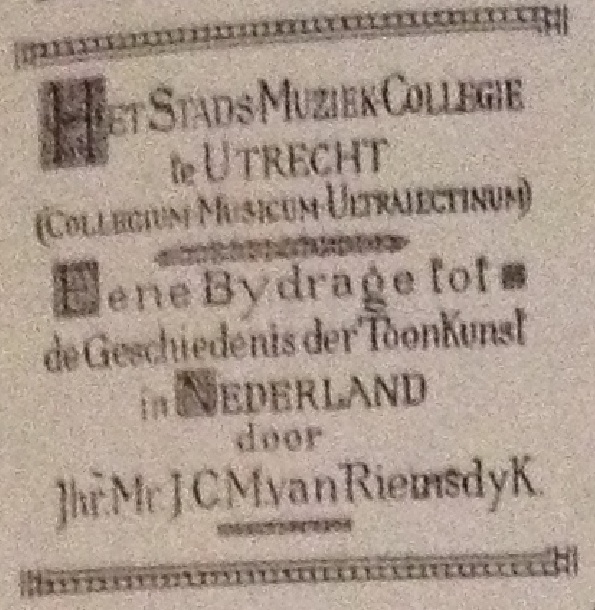 HET STADS MUZIEK COLLEGIE
te UTRECHT
(COLLEGIUM MUSICUM ULTRAIECTINUM)
Eene Bydrage tot
de Geschiedenis der Toonkunst
in NEDERLAND
door
Jhr. Mr. J C M van Riemsdyk.